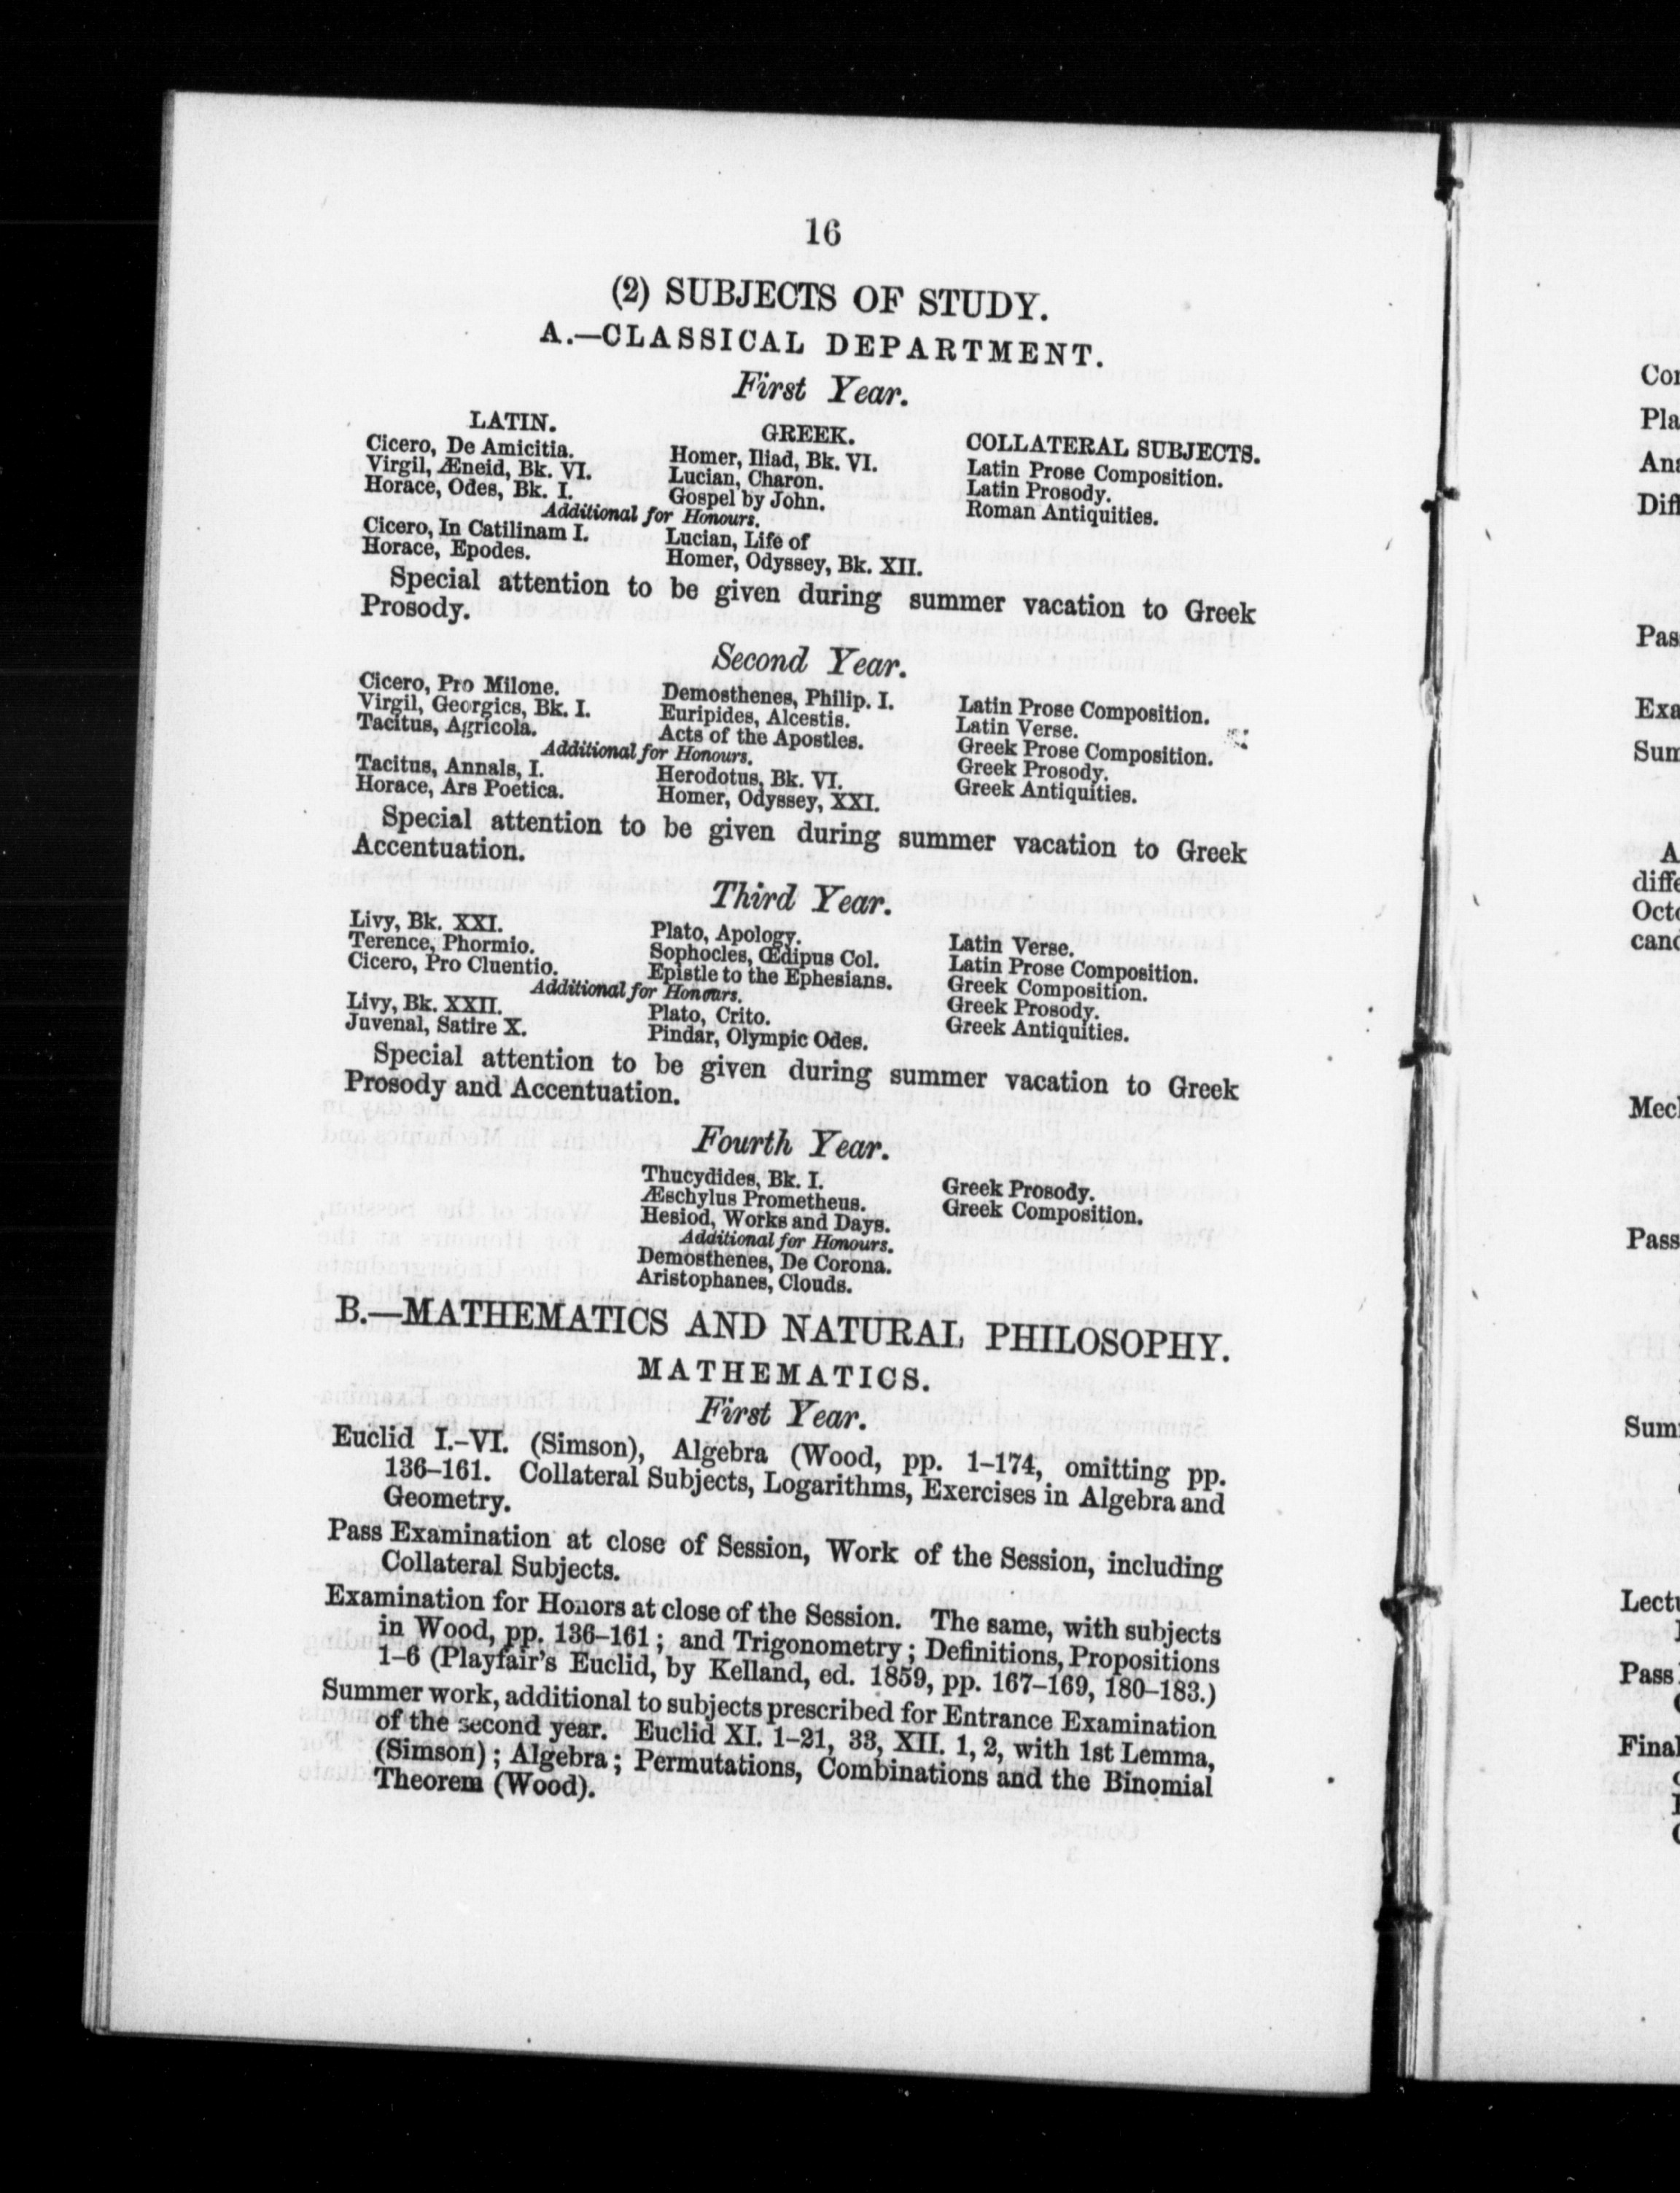 16
(2) SUBJECTS OF STUDY.
A.—CLASSICAL DEPARTMENT.
First Year.
LATIN. GREEK. COLLATERAL SUBJECTS.
Cicero, De Amicitia. Homer, Iliad, Bk. VI. Latin Prose Composition.
Virgil, Æneid, Bk. VI. Lucian, Charon. Latin Prosody.
Horace, Odes, Bk. I. Gospel by John. Roman Antiquities.
Additional for Honours.
Cicero, In Catilinam I. Lucian, Life of
Horace, Epodes. Homer, Odyssey, Bk. XII.
Special attention to be given during summer vacation to Greek
Prosody.
Second Year.
Cicero, Pro Milone. Demosthenes, Philip. I. Latin Prose Composition.
Virgil, Georgics, Bk. I. Euripides, Alcestis. Latin Verse.
Tacitus, Agricola. Acts of the Apostles. Greek Prose Composition.
Additional for Honours. Greek Prosody.
Tacitus, Annals, I. Herodotus, Bk. VI. Greek Antiquities.
Horace, Ars Poetica. Homer, Odyssey, XXI.
Special attention to be given during summer vacation to Greek
Accentuation.
Third Year.
Livy, Bk. XXI. Plato, Apology. Latin Verse.
Terence, Phormio. Sophocles, Œdipus Col. Latin Prose Composition.
Cicero, Pro Cluentio. Epistle to the Ephesians. Greek Composition.
Additional for Honours. Greek Prosody.
Livy, Bk. XXII. Plato, Crito. Greek Antiquities.
Juvenal, Satire X. Pindar, Olympic Odes.
Special attention to be given during summer vacation to Greek
Prosody and Accentuation.
Fourth Year.
Thucydides, Bk. I. Greek Prosody.
Æschylus Prometheus. Greek Composition.
Hesiod, Works and Days.
Additional for Honours.
Demosthenes, De Corona.
Aristophanes, Clouds.
B.—MATHEMATICS AND NATURAL PHILOSOPHY.
MATHEMATICS.
First Year.
Euclid I.-VI. (Simson), Algebra (Wood, pp. 1-174, omitting pp.
136-161. Collateral Subjects, Logarithms, Exercises in Algebra and
Geometry.
Pass Examination at close of Session, Work of the Session, including
Collateral Subjects.
Examination for Honors at close of the Session. The same, with subjects
in Wood, pp. 136-161; and Trigonometry; Definitions, Propositions
1-6 (Playfair's Euclid, by Kelland, ed. 1859, pp. 167-169, 180-183.)
Summer work, additional to subjects prescribed for Entrance Examination
of the second year. Euclid XI. 1-21, 33, XII. 1, 2, with 1st Lemma,
(Simson); Algebra; Permutations, Combinations and the Binomial
Theorem (Wood).